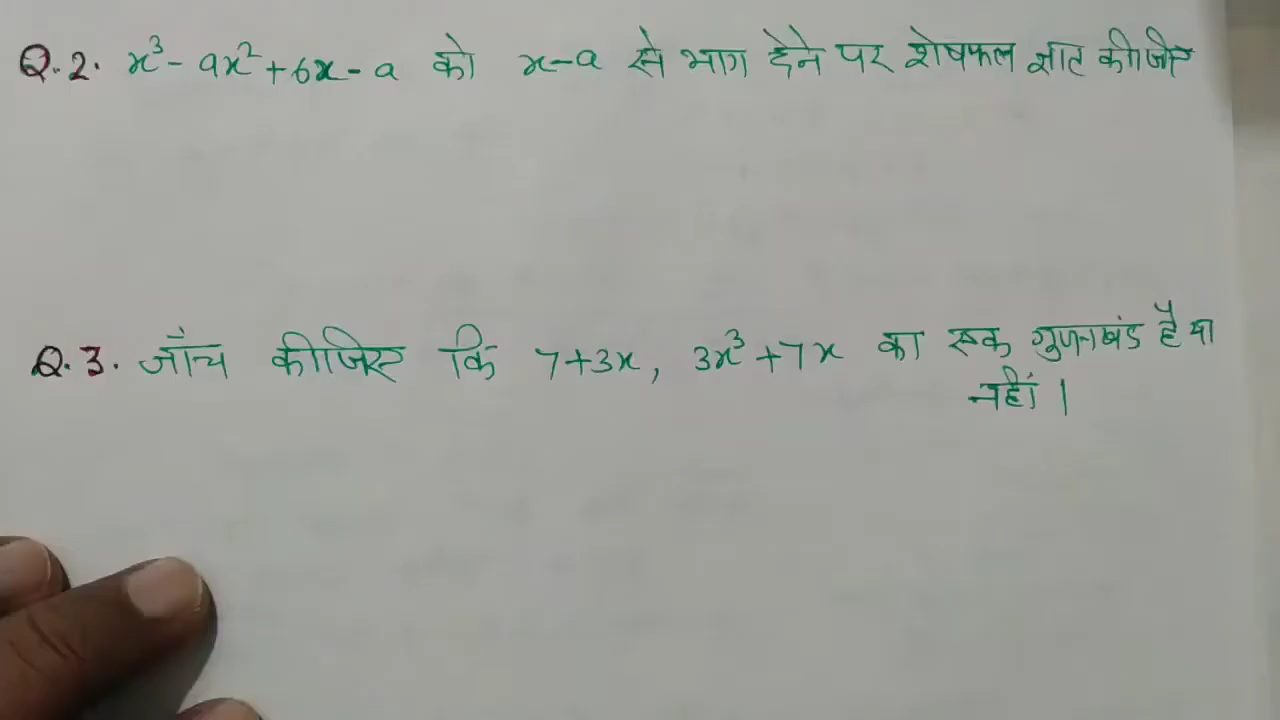 Q.2. x³- ax²+6x-a को x-a से भाग देने पर शेषफल ज्ञात कीजिए
Q.3. जाँच कीजिए कि 7+3x, 3x³+7x का एक गुणनखंड है या
नहीं।